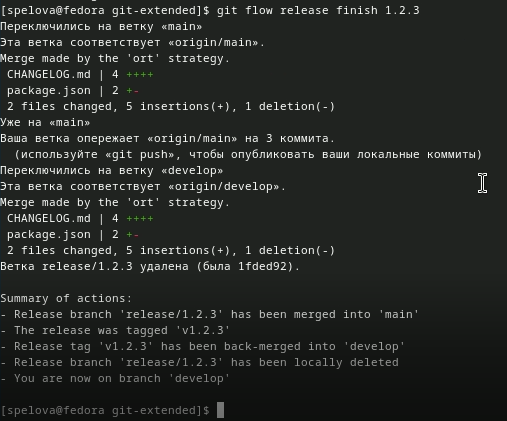 [spelova@fedora git-extended]$ git flow release finish 1.2.3
Переключились на ветку «main»
Эта ветка соответствует «origin/main».
Merge made by the 'ort' strategy.
 CHANGELOG.md | 4 ++++
 package.json | 2 +-
 2 files changed, 5 insertions(+), 1 deletion(-)
Уже на «main»
Ваша ветка опережает «origin/main» на 3 коммита.
  (используйте «git push», чтобы опубликовать ваши локальные коммиты)
Переключились на ветку «develop»
Эта ветка соответствует «origin/develop».
Merge made by the 'ort' strategy.
 CHANGELOG.md | 4 ++++
 package.json | 2 +-
 2 files changed, 5 insertions(+), 1 deletion(-)
Ветка release/1.2.3 удалена (была 1fded92).

Summary of actions:
- Release branch 'release/1.2.3' has been merged into 'main'
- The release was tagged 'v1.2.3'
- Release tag 'v1.2.3' has been back-merged into 'develop'
- Release branch 'release/1.2.3' has been locally deleted
- You are now on branch 'develop'

[spelova@fedora git-extended]$